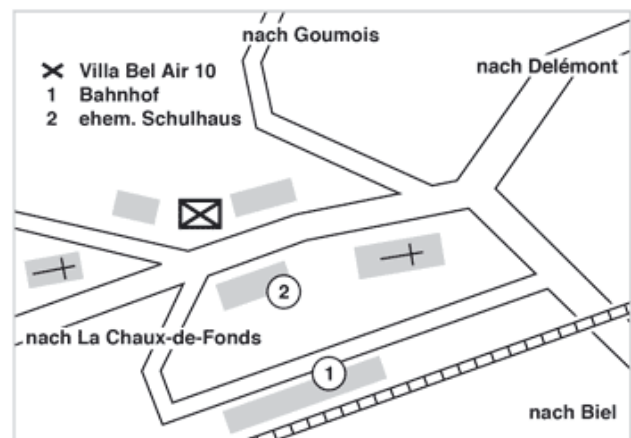 nach Goumois
nach Delémont
Villa Bel Air 10
1 Bahnhof
2 ehem. Schulhaus
2
nach La Chaux-de-Fonds
1
nach Biel